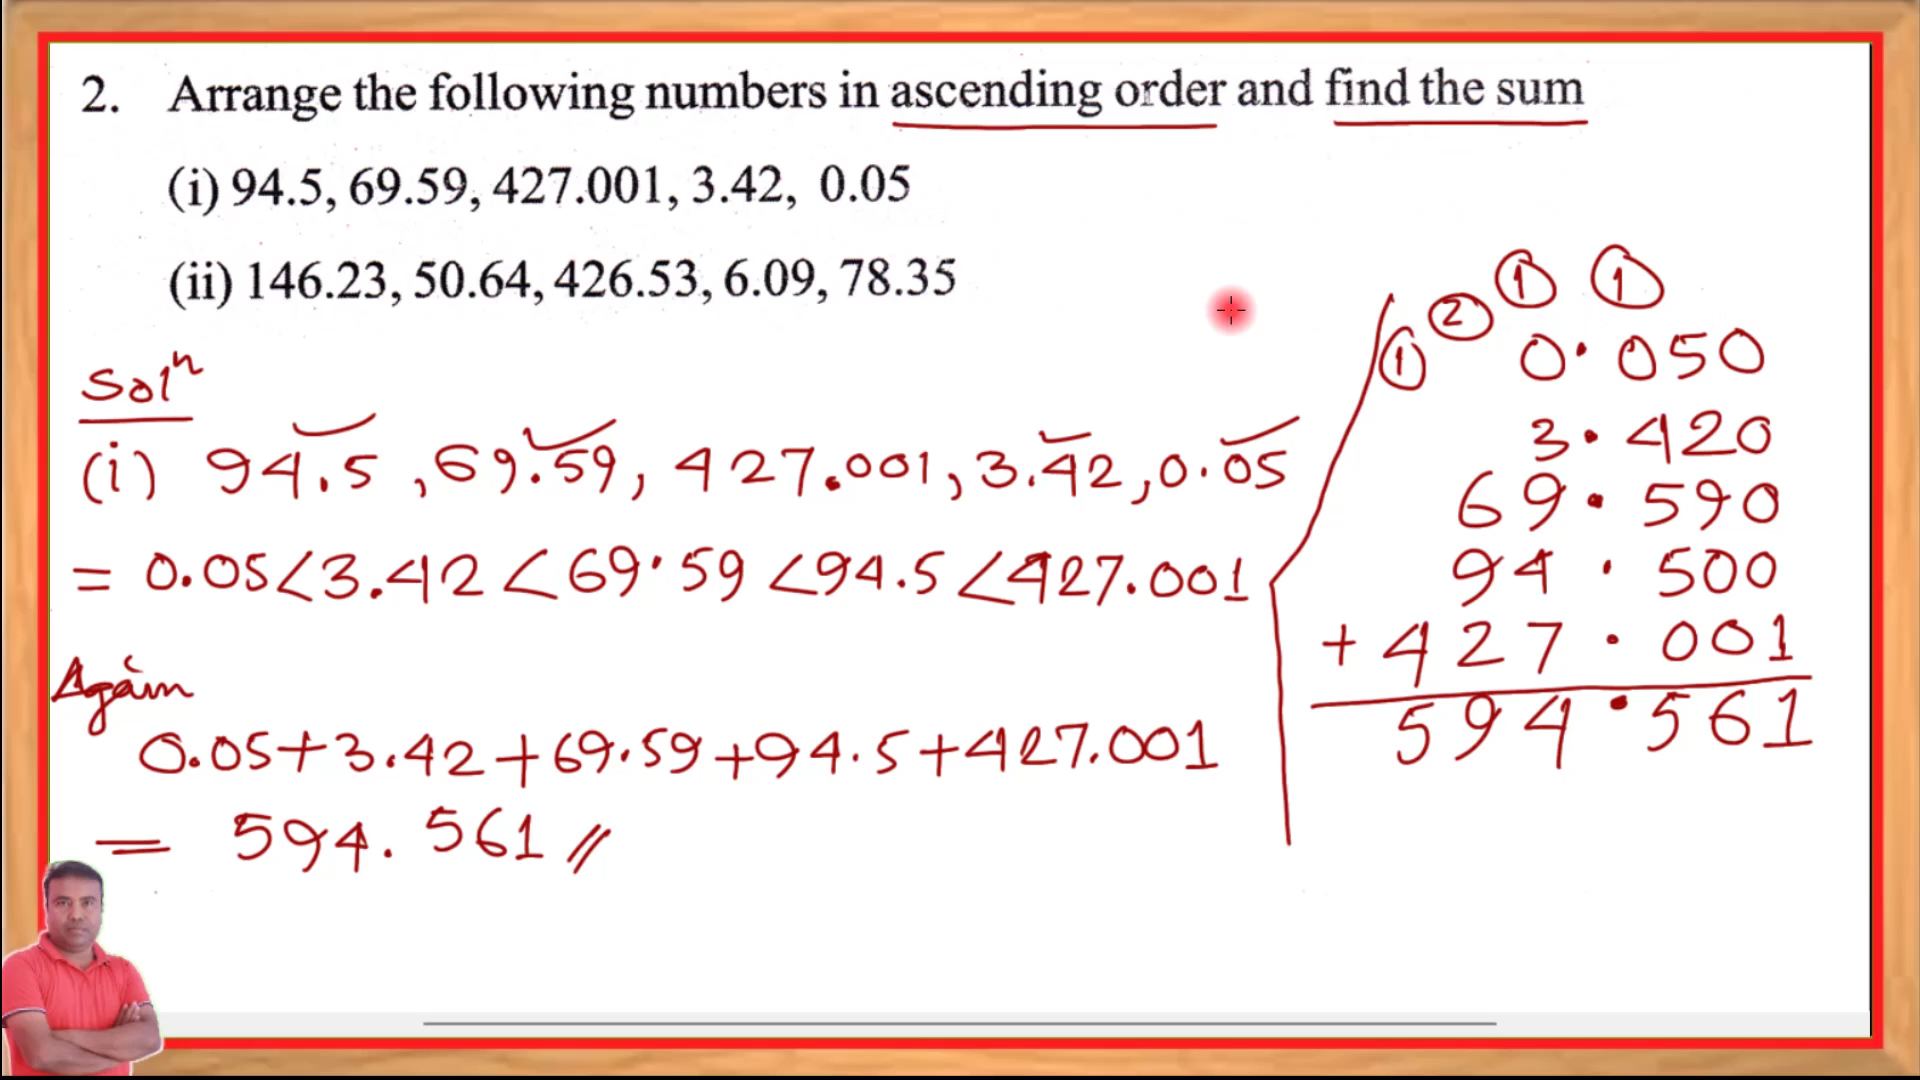 2. Arrange the following numbers in ascending order and find the sum
(i) 94.5, 69.59, 427.001, 3.42, 0.05
(ii) 146.23, 50.64, 426.53, 6.09, 78.35
Solⁿ
(i) 94.5, 69.59, 427.001, 3.42, 0.05
= 0.05<3.42<69.59<94.5<427.001
Again
0.05+3.42+69.59+94.5+427.001
= 594.561//
1 2 1 1
0.050
3.420
69.590
94.500
+ 427.001
594.561